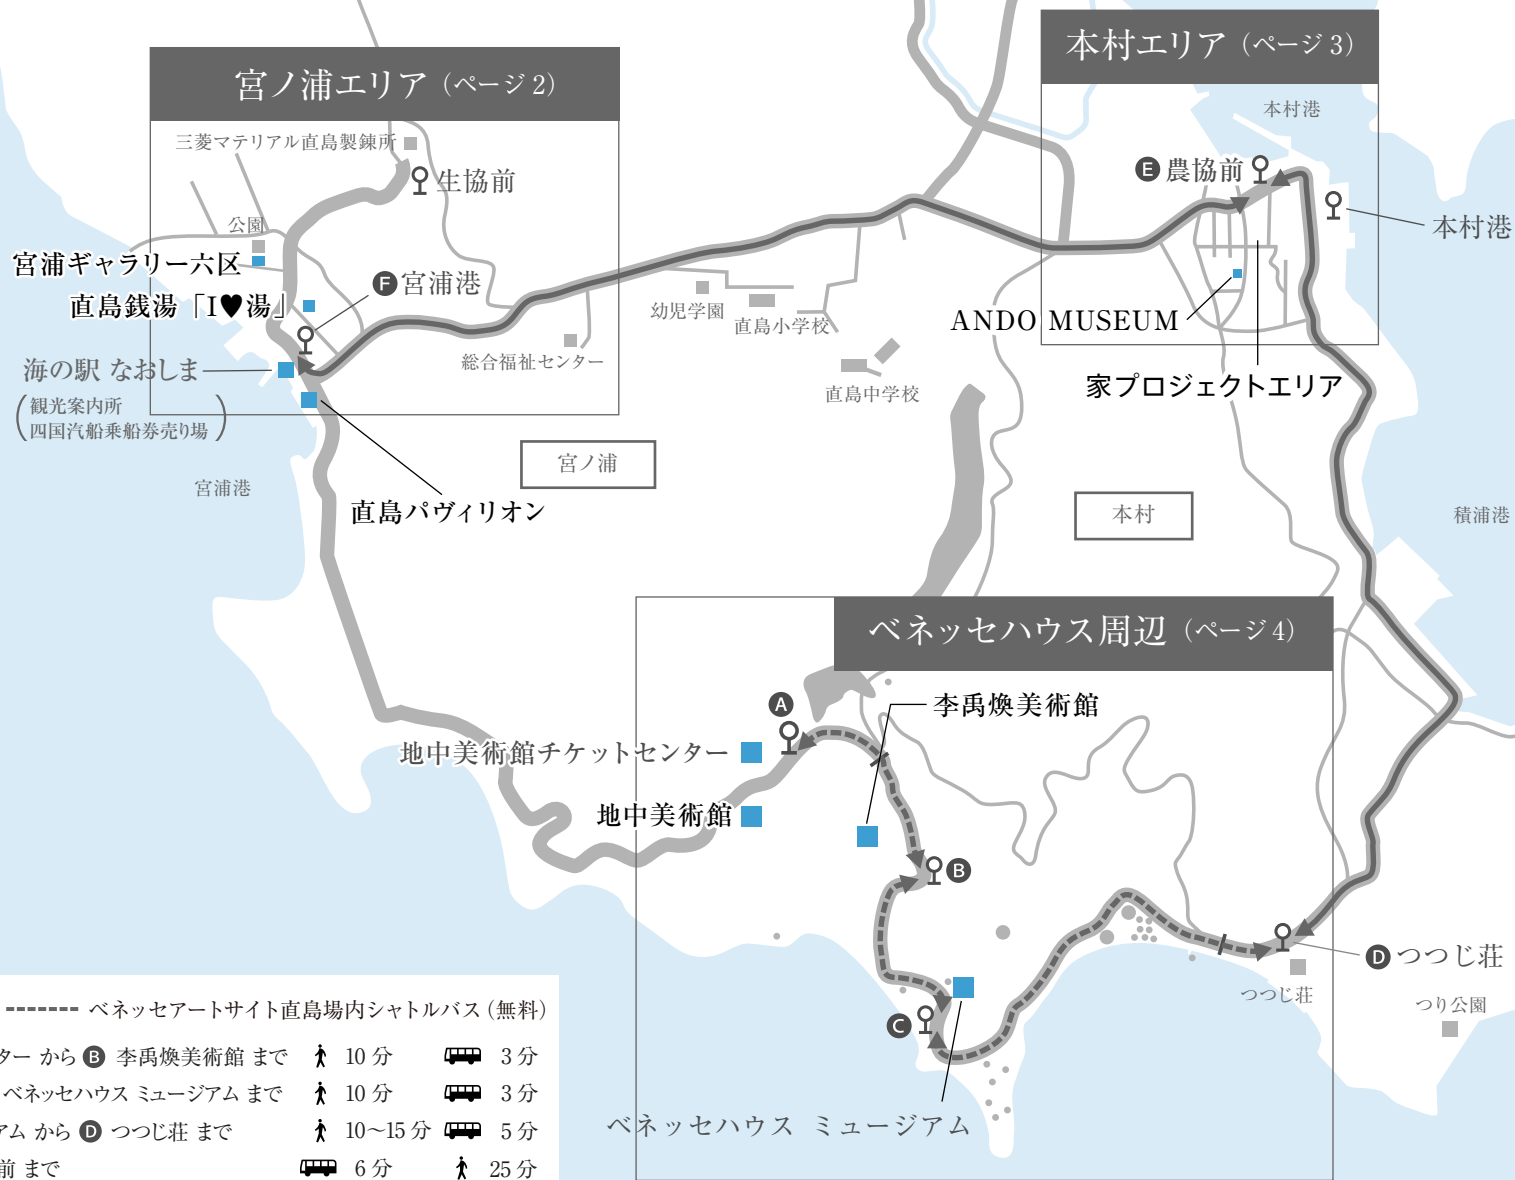 宮ノ浦エリア（ページ 2）
本村エリア（ページ 3）
本村港
三菱マテリアル直島製錬所
生協前
E 農協前
本村港
公園
宮浦ギャラリー六区
F 宮浦港
直島銭湯「I♥湯」
幼児学園
直島小学校
ANDO MUSEUM
海の駅 なおしま
総合福祉センター
直島中学校
家プロジェクトエリア
（観光案内所
四国汽船乗船券売り場）
宮ノ浦
宮浦港
直島パヴィリオン
本村
積浦港
ベネッセハウス周辺（ページ 4）
A
李禹煥美術館
地中美術館チケットセンター
地中美術館
B
D つつじ荘
つつじ荘
つり公園
C
ベネッセハウス ミュージアム
ベネッセアートサイト直島場内シャトルバス（無料）
ター から B 李禹煥美術館 まで 10 分 3 分
ベネッセハウス ミュージアム まで 10 分 3 分
アム から D つつじ荘 まで 10～15 分 5 分
前 まで 6 分 25 分